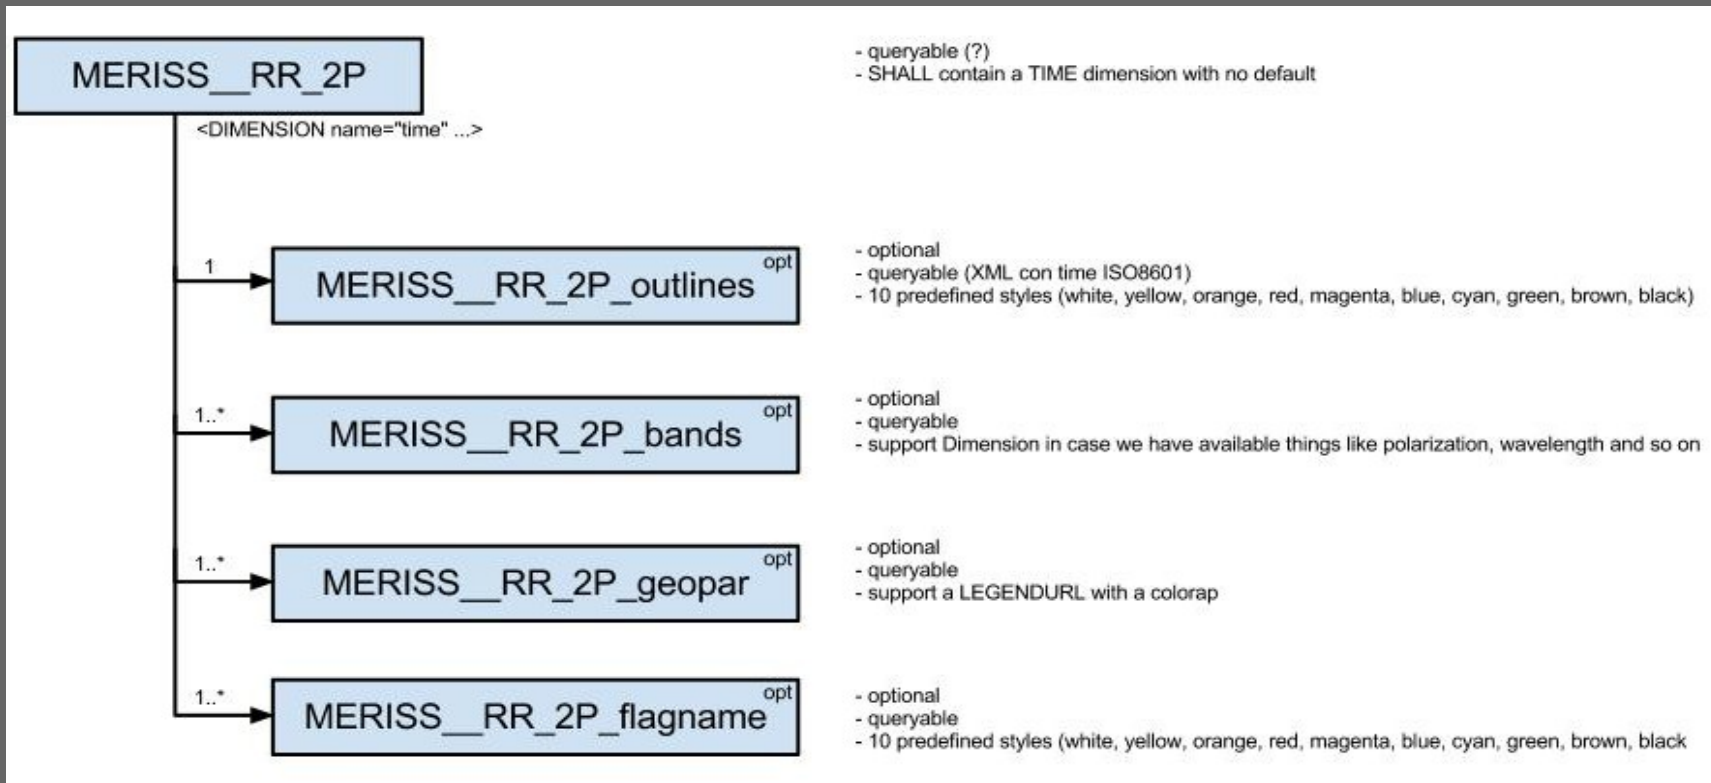 MERISS__RR_2P
- queryable (?)
- SHALL contain a TIME dimension with no default
<DIMENSION name="time" ...>
1
MERISS__RR_2P_outlines
opt
- optional
- queryable (XML con time ISO8601)
- 10 predefined styles (white, yellow, orange, red, magenta, blue, cyan, green, brown, black)
1..*
MERISS__RR_2P_bands
opt
- optional
- queryable
- support Dimension in case we have available things like polarization, wavelength and so on
1..*
MERISS__RR_2P_geopar
opt
- optional
- queryable
- support a LEGENDURL with a colorap
1..*
MERISS__RR_2P_flagname
opt
- optional
- queryable
- 10 predefined styles (white, yellow, orange, red, magenta, blue, cyan, green, brown, black